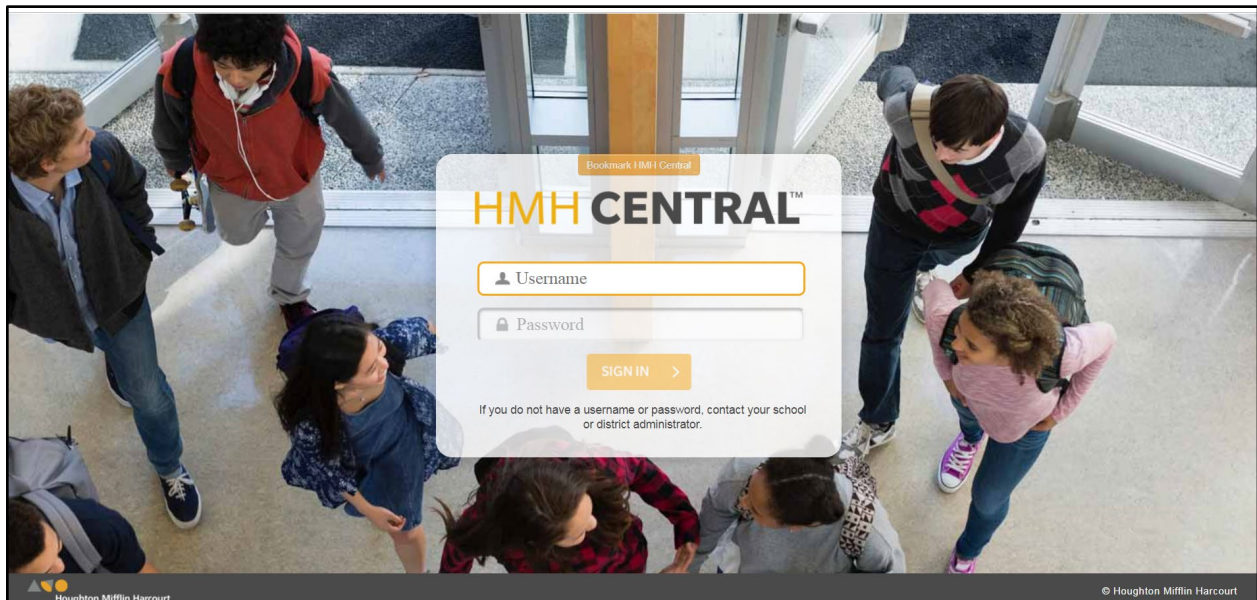 Bookmark HMH Central
HMH CENTRAL™
Username
Password
SIGN IN >
If you do not have a username or password, contact your school
or district administrator.
Houghton Mifflin Harcourt
© Houghton Mifflin Harcourt